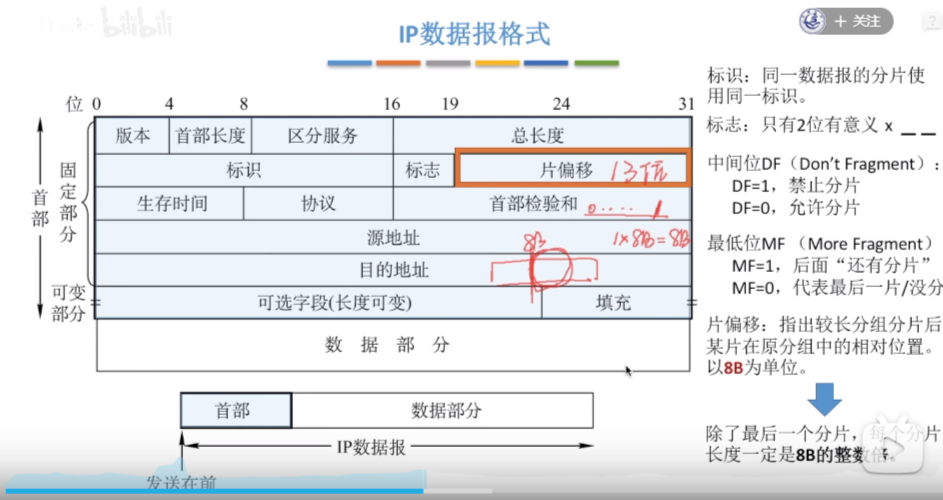 bilibili
+ 关注
IP数据报格式
位 0 4 8 16 19 24 31
版本 首部长度 区分服务 总长度
标识 标志 片偏移 13位
生存时间 协议 首部检验和 0.... 1
源地址 8B 1×8B=8B
目的地址
可选字段(长度可变) 填充
数 据 部 分
首部
固定部分
可变部分
首部 数据部分
IP数据报
发送在前
标识：同一数据报的分片使
用同一标识。
标志：只有2位有意义 x _ _
中间位DF（Don't Fragment）：
DF=1，禁止分片
DF=0，允许分片
最低位MF （More Fragment）
MF=1，后面“还有分片”
MF=0，代表最后一片/没分
片偏移：指出较长分组分片后
某片在原分组中的相对位置。
以8B为单位。
除了最后一个分片，每个分片
长度一定是8B的整数倍。